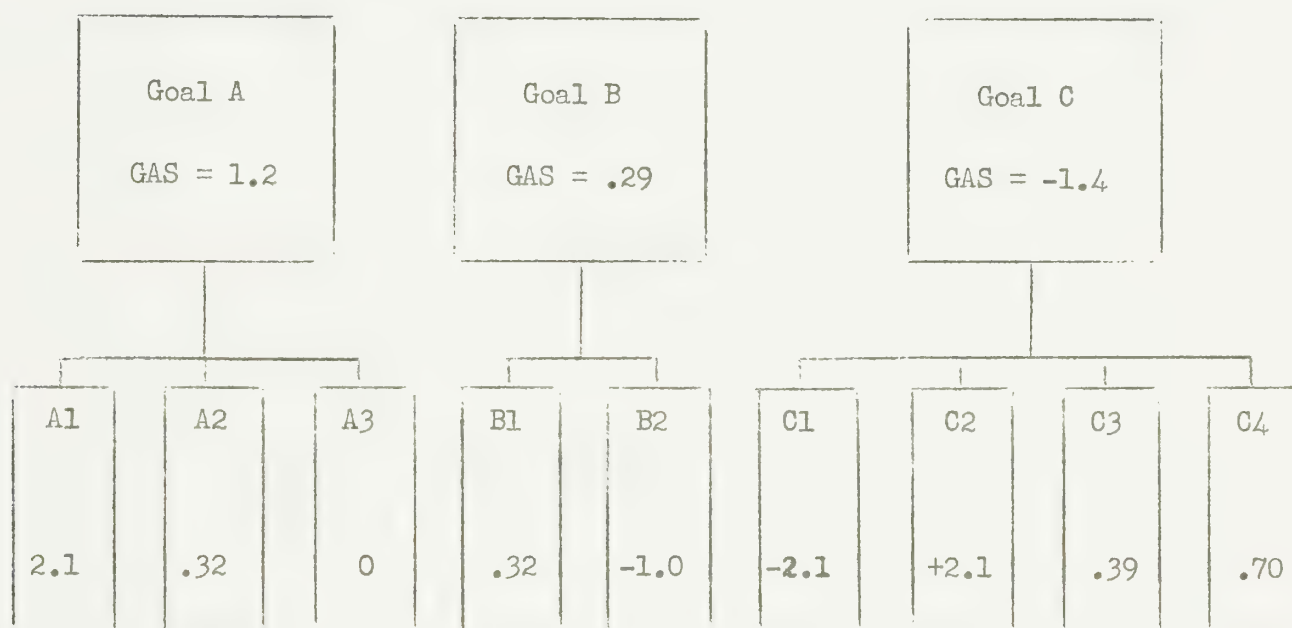 Goal A
GAS = 1.2
Goal B
GAS = .29
Goal C
GAS = -1.4
A1 A2 A3 B1 B2 C1 C2 C3 C4
2.1 .32 0 .32 -1.0 -2.1 +2.1 .39 .70